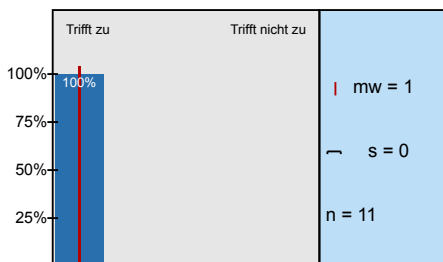 Trifft zu Trifft nicht zu
100%
100%
75%
50%
25%
mw = 1
s = 0
n = 11